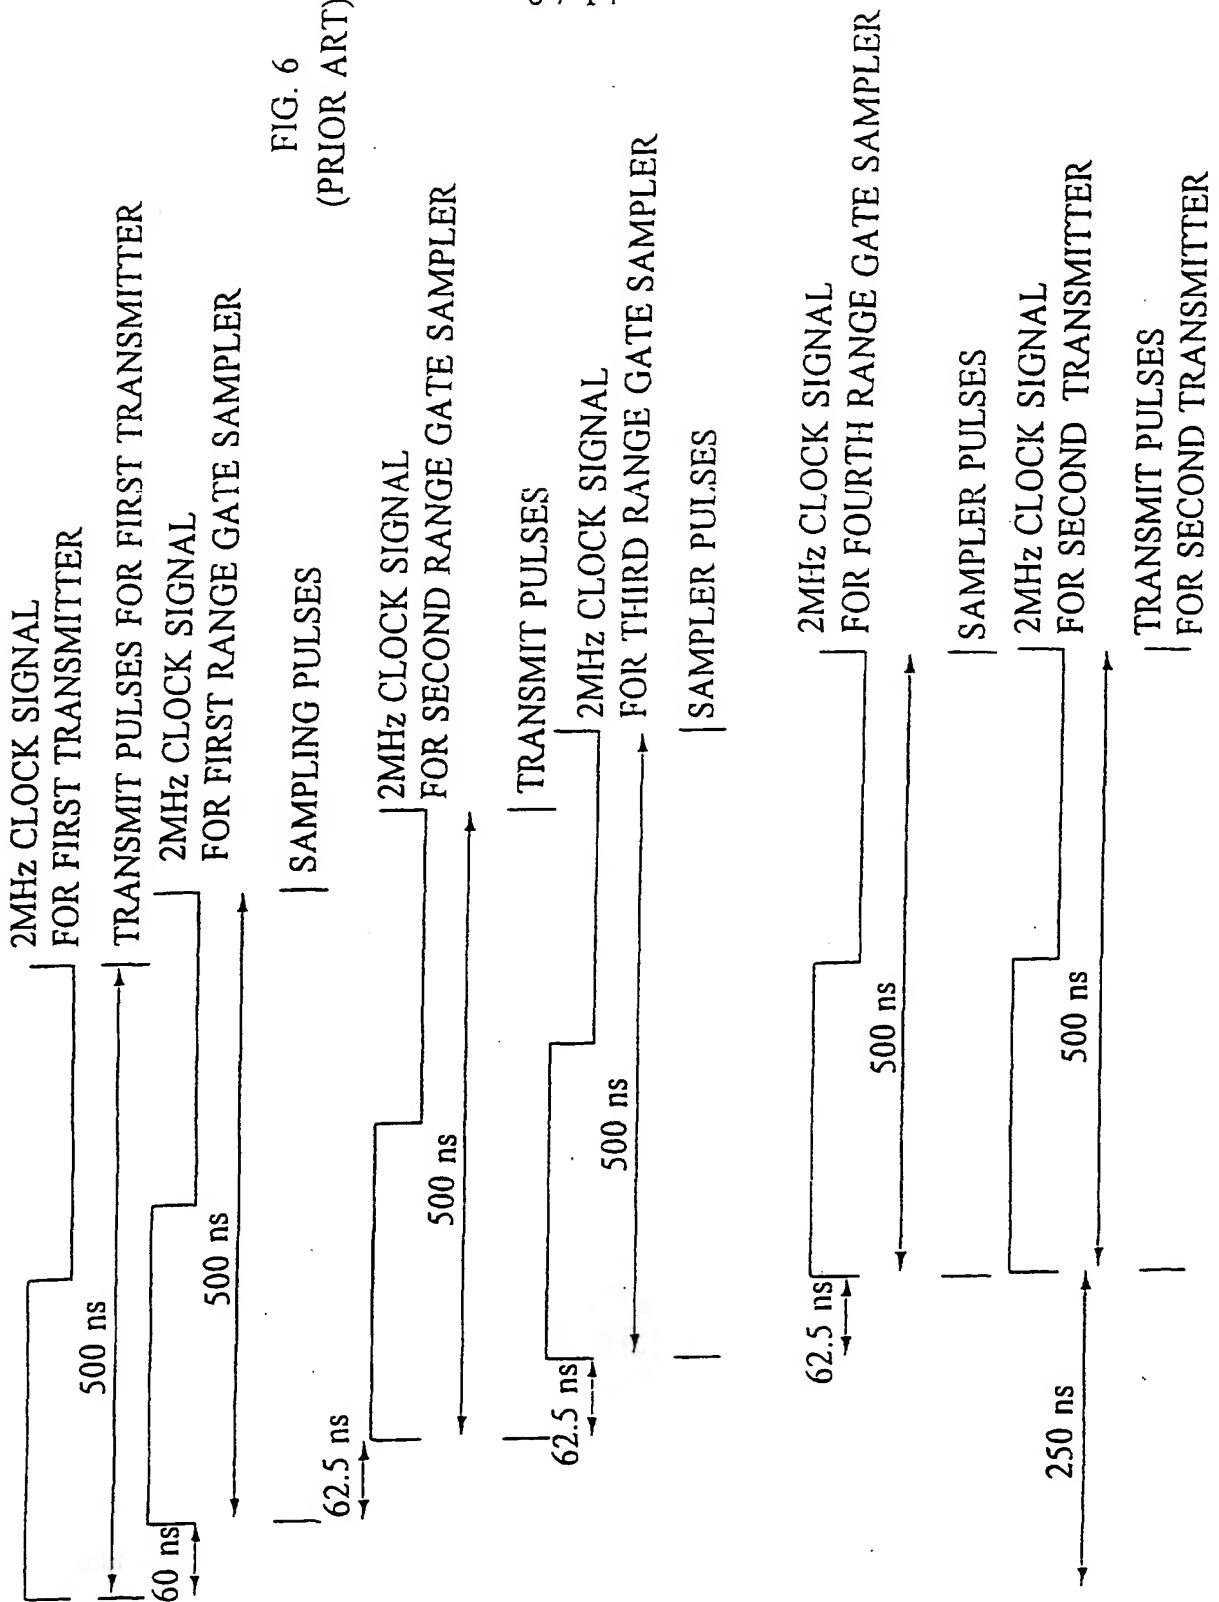 FIG. 6
(PRIOR ART)
2MHz CLOCK SIGNAL
FOR FIRST TRANSMITTER
500 ns
TRANSMIT PULSES FOR FIRST TRANSMITTER
60 ns
2MHz CLOCK SIGNAL
FOR FIRST RANGE GATE SAMPLER
500 ns
SAMPLING PULSES
62.5 ns
2MHz CLOCK SIGNAL
FOR SECOND RANGE GATE SAMPLER
500 ns
TRANSMIT PULSES
62.5 ns
2MHz CLOCK SIGNAL
FOR THIRD RANGE GATE SAMPLER
500 ns
SAMPLER PULSES
62.5 ns
2MHz CLOCK SIGNAL
FOR FOURTH RANGE GATE SAMPLER
500 ns
SAMPLER PULSES
2MHz CLOCK SIGNAL
FOR SECOND TRANSMITTER
250 ns
500 ns
TRANSMIT PULSES
FOR SECOND TRANSMITTER